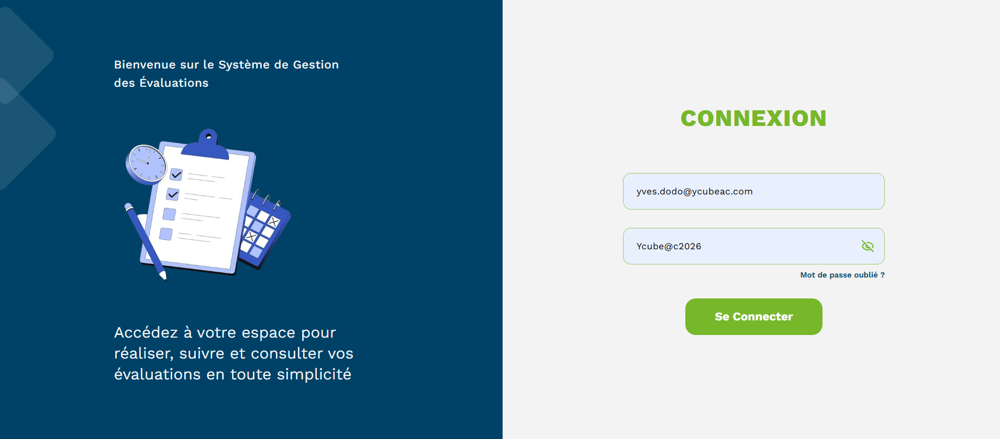 Bienvenue sur le Système de Gestion
des Évaluations
Accédez à votre espace pour
réaliser, suivre et consulter vos
évaluations en toute simplicité
CONNEXION
yves.dodo@ycubeac.com
Ycube@c2026
Mot de passe oublié ?
Se Connecter